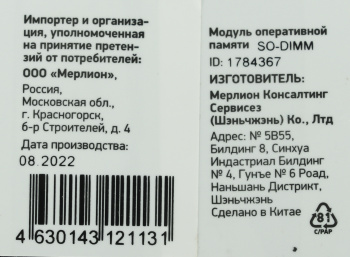 Импортер и организа-
ция, уполномоченная
на принятие претен-
зий от потребителей:
ООО «Мерлион»,
Россия,
Московская обл.,
г. Красногорск,
б-р Строителей, д. 4
Дата производства:
08.2022
4 630143 121131
Модуль оперативной
памяти SO-DIMM
ID: 1784367
ИЗГОТОВИТЕЛЬ:
Мерлион Консалтинг
Сервисез
(Шэньчжэн) Ко., Лтд
Адрес: № 5В55,
Билдинг 8, Синхуа
Индастриал Билдинг
№ 4, Гунъе № 6 Роад,
Наньшань Дистрикт,
Шэньчжэнь
Сделано в Китае
81
C/PAP